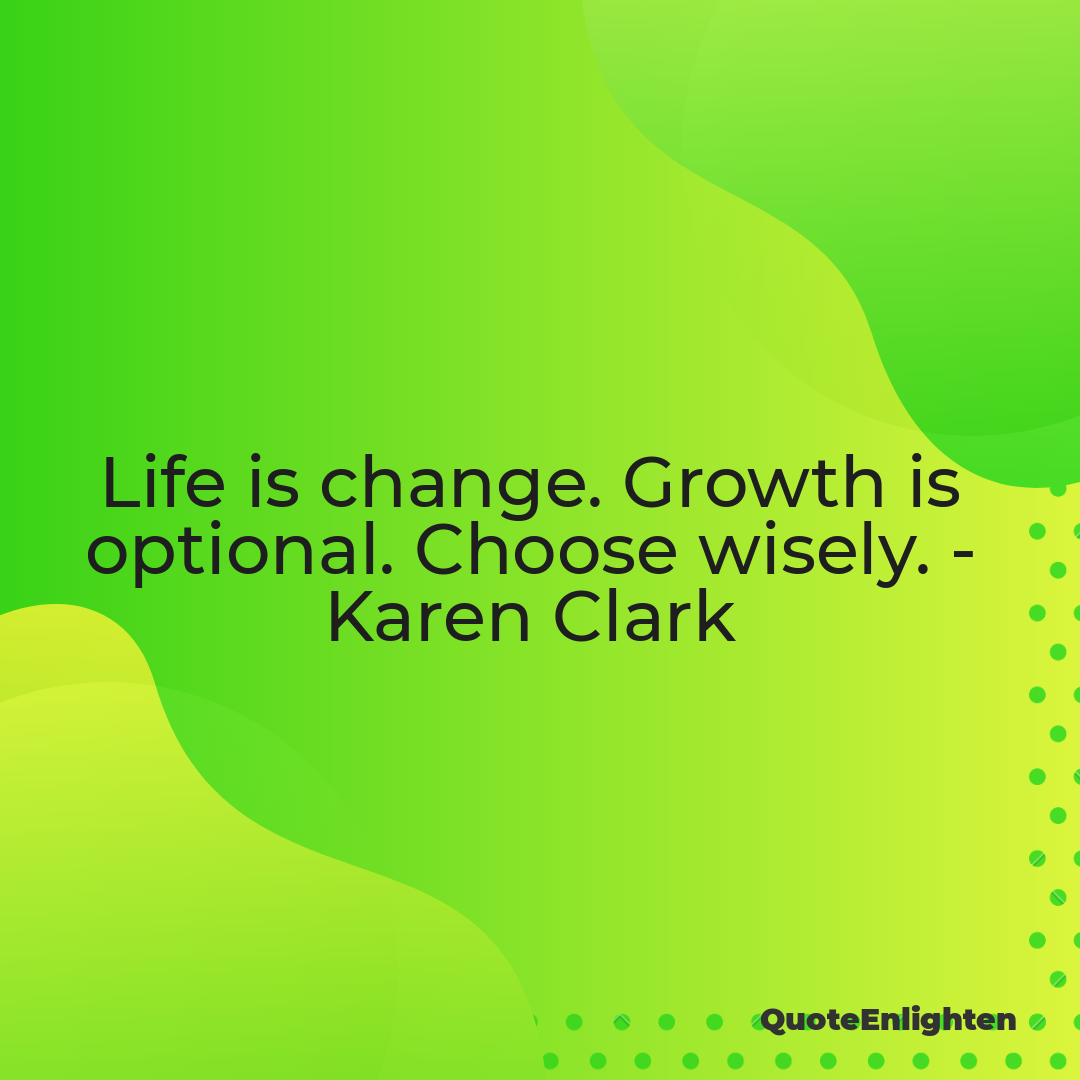 Life is change. Growth is
optional. Choose wisely. -
Karen Clark
QuoteEnlighten